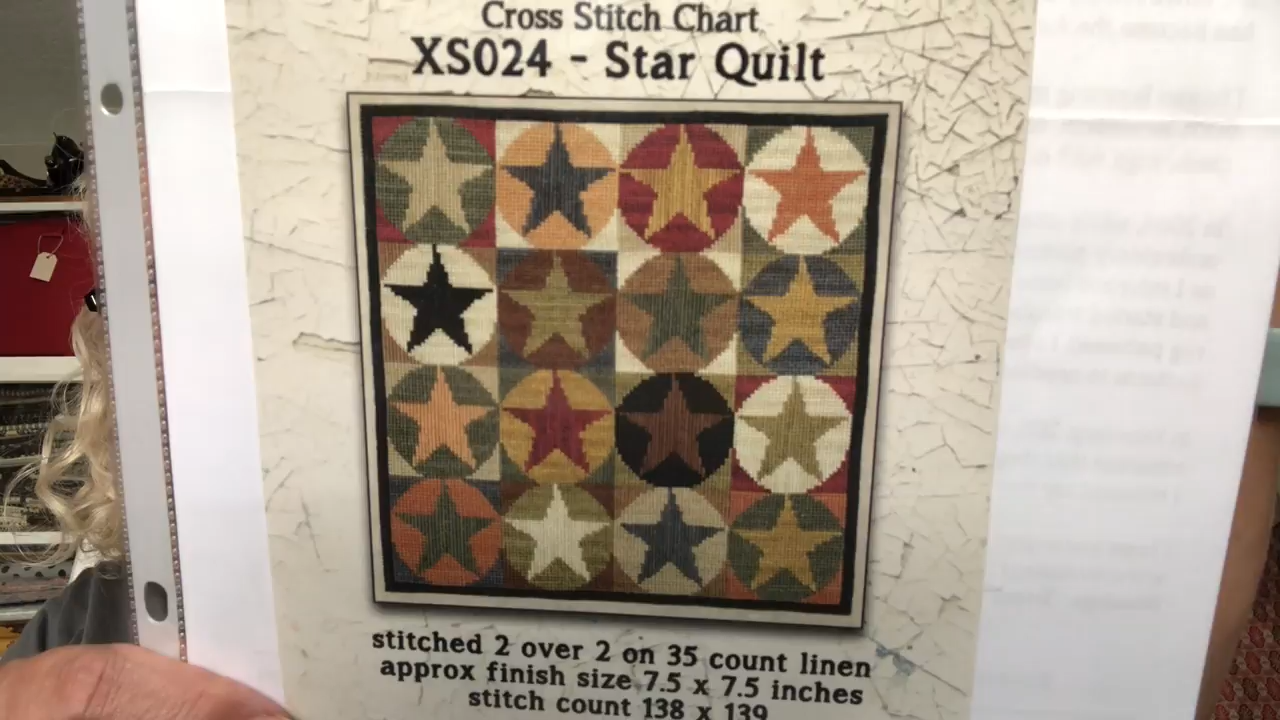 Cross Stitch Chart
XS024 - Star Quilt
stitched 2 over 2 on 35 count linen
approx finish size 7.5 x 7.5 inches
stitch count 138 x 139